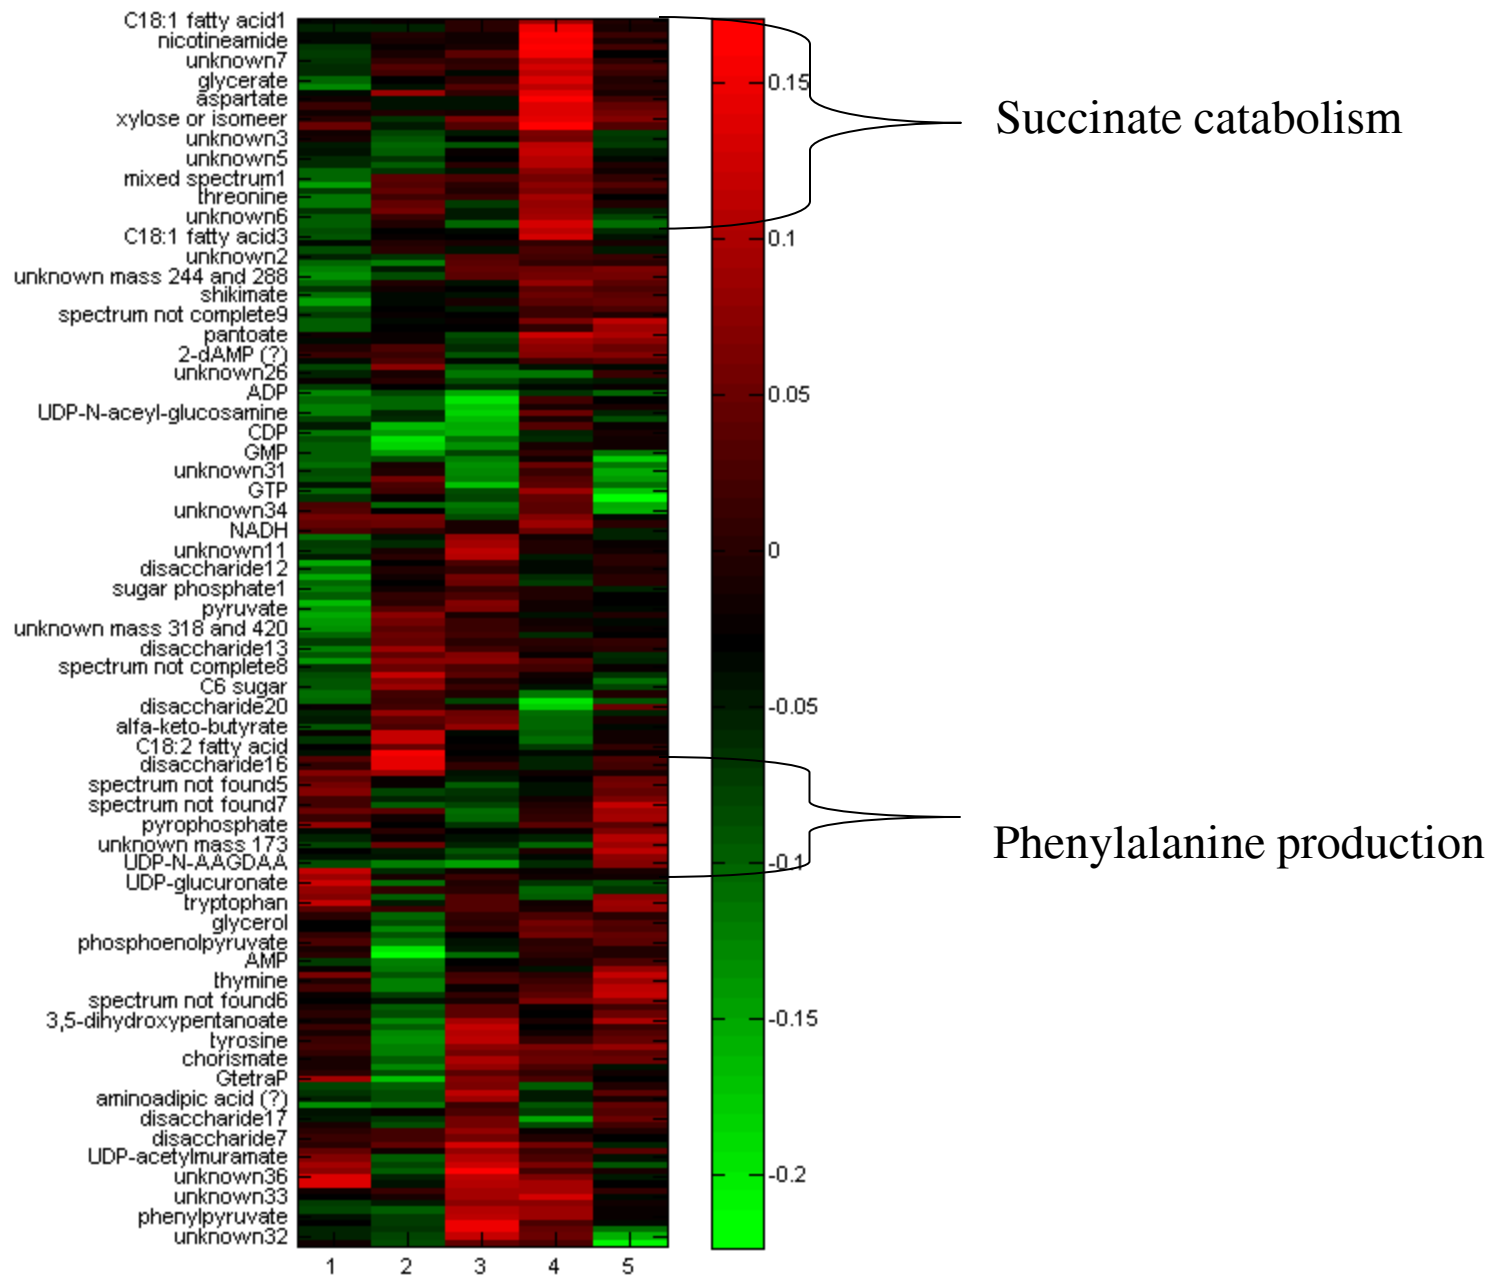 C18:1 fatty acid1
nicotineamide
unknown7
glycerate
aspartate
xylose or isomeer
unknown3
unknown5
mixed spectrum1
threonine
unknown6
C18:1 fatty acid3
unknown2
unknown mass 244 and 288
shikimate
spectrum not complete9
pantoate
2-dAMP (?)
unknown26
ADP
UDP-N-aceyl-glucosamine
CDP
GMP
unknown31
GTP
unknown34
NADH
unknown11
disaccharide12
sugar phosphate1
pyruvate
unknown mass 318 and 420
disaccharide13
spectrum not complete8
C6 sugar
disaccharide20
alfa-keto-butyrate
C18:2 fatty acid
disaccharide16
spectrum not found5
spectrum not found7
pyrophosphate
unknown mass 173
UDP-N-AAGDAA
UDP-glucuronate
tryptophan
glycerol
phosphoenolpyruvate
AMP
thymine
spectrum not found6
3,5-dihydroxypentanoate
tyrosine
chorismate
GtetraP
aminoadipic acid (?)
disaccharide17
disaccharide7
UDP-acetylmuramate
unknown36
unknown33
phenylpyruvate
unknown32
1 2 3 4 5
0.15
0.1
0.05
0
-0.05
-0.1
-0.15
-0.2
Succinate catabolism
Phenylalanine production